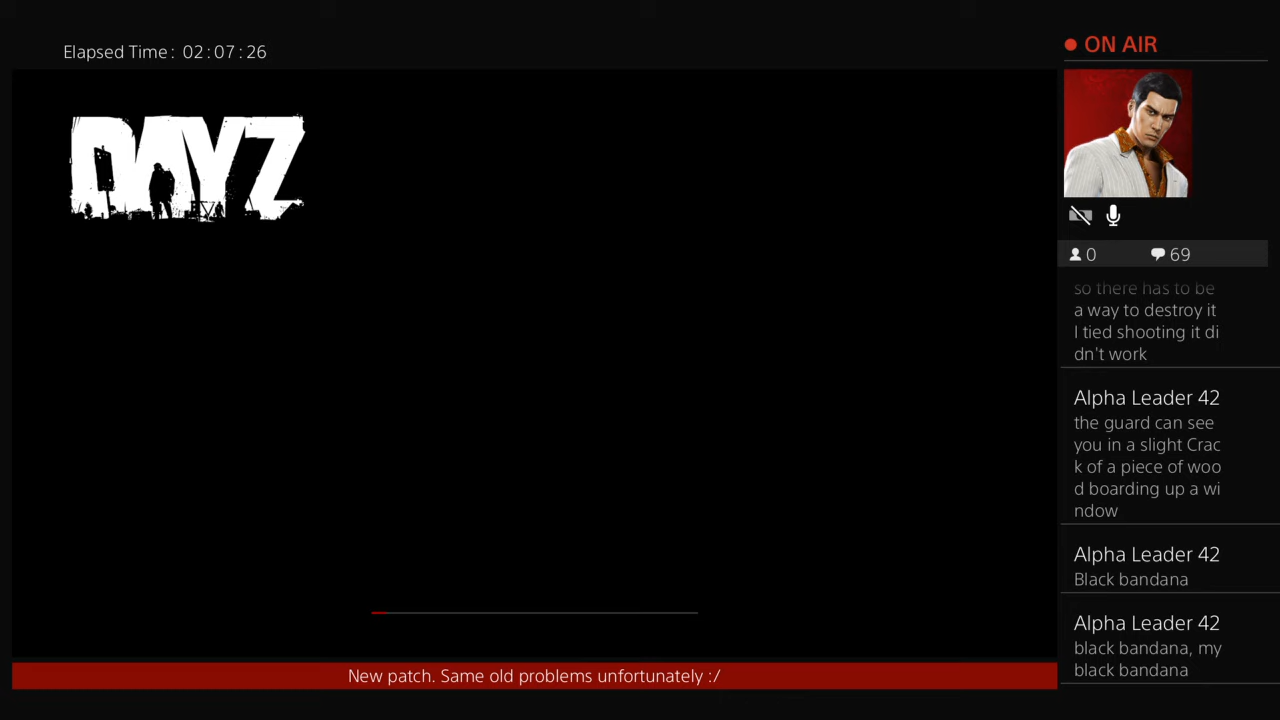 Elapsed Time: 02:07:26
ON AIR
DAYZ
0
69
so there has to be
a way to destroy it
I tied shooting it di
dn't work
Alpha Leader 42
the guard can see
you in a slight Crac
k of a piece of woo
d boarding up a wi
ndow
Alpha Leader 42
Black bandana
Alpha Leader 42
black bandana, my
black bandana
New patch. Same old problems unfortunately :/